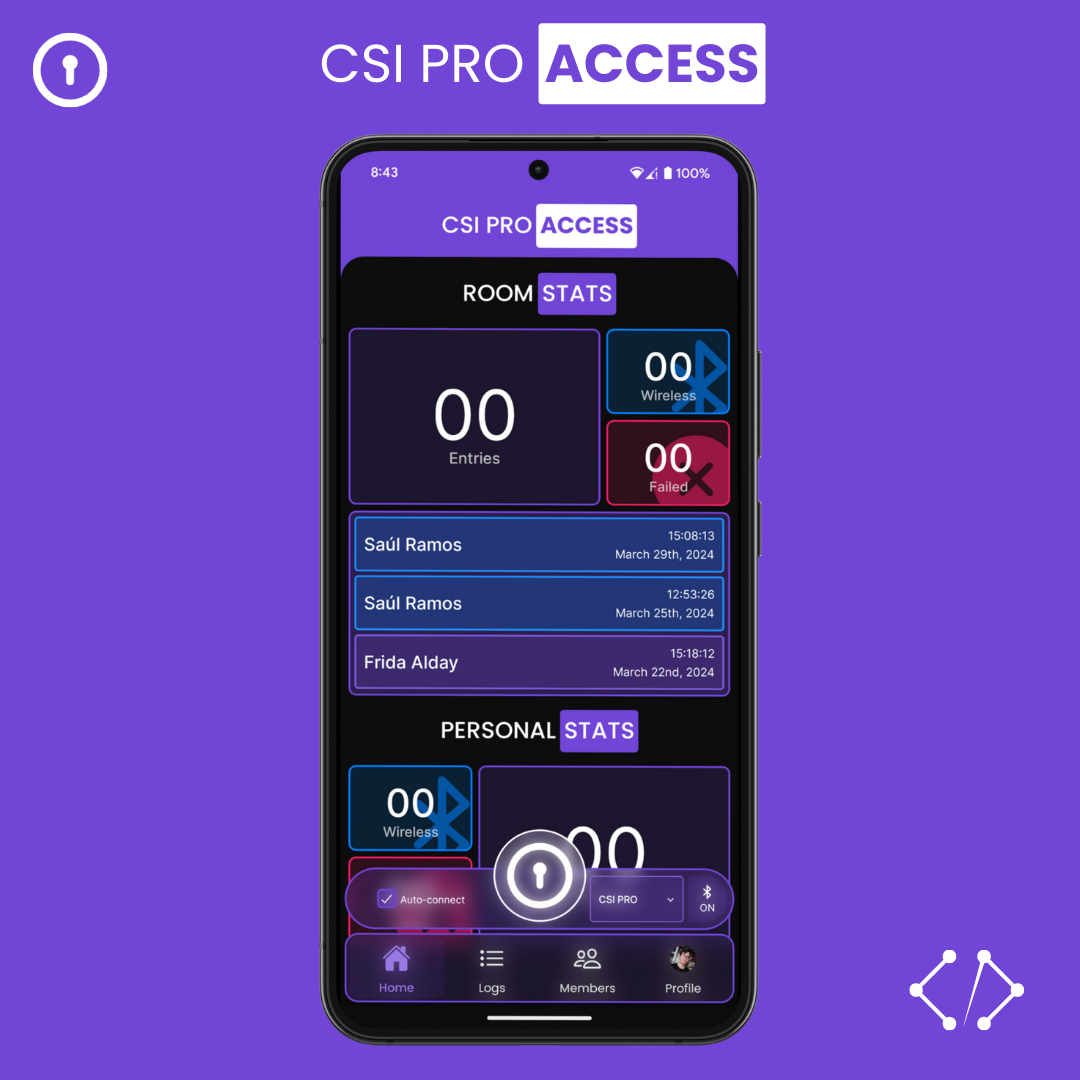 CSI PRO ACCESS
8:43 100%
CSI PRO ACCESS
ROOM STATS
00
Entries
00
Wireless
00
Failed
Saúl Ramos
15:08:13
March 29th, 2024
Saúl Ramos
12:53:26
March 25th, 2024
Frida Alday
15:18:12
March 22nd, 2024
PERSONAL STATS
00
Wireless
00
Auto-connect
CSI PRO
ON
Home
Logs
Members
Profile